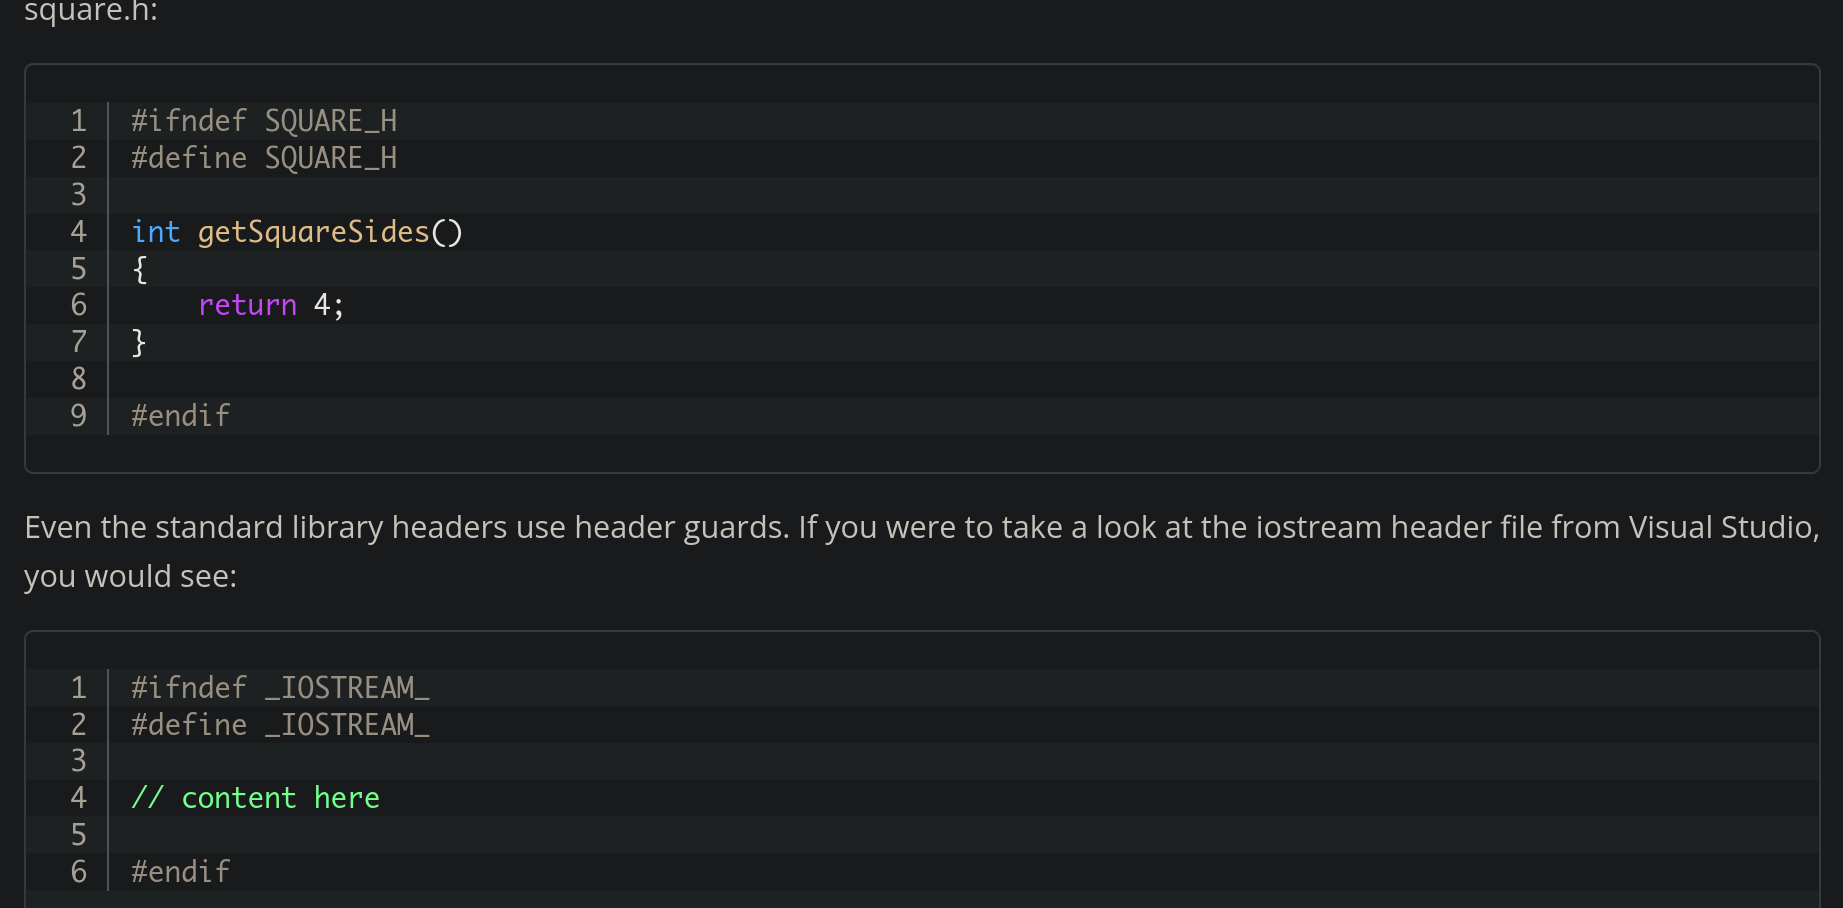 square.h:
1 #ifndef SQUARE_H
2 #define SQUARE_H
3
4 int getSquareSides()
5 {
6     return 4;
7 }
8
9 #endif
Even the standard library headers use header guards. If you were to take a look at the iostream header file from Visual Studio,
you would see:
1 #ifndef _IOSTREAM_
2 #define _IOSTREAM_
3
4 // content here
5
6 #endif